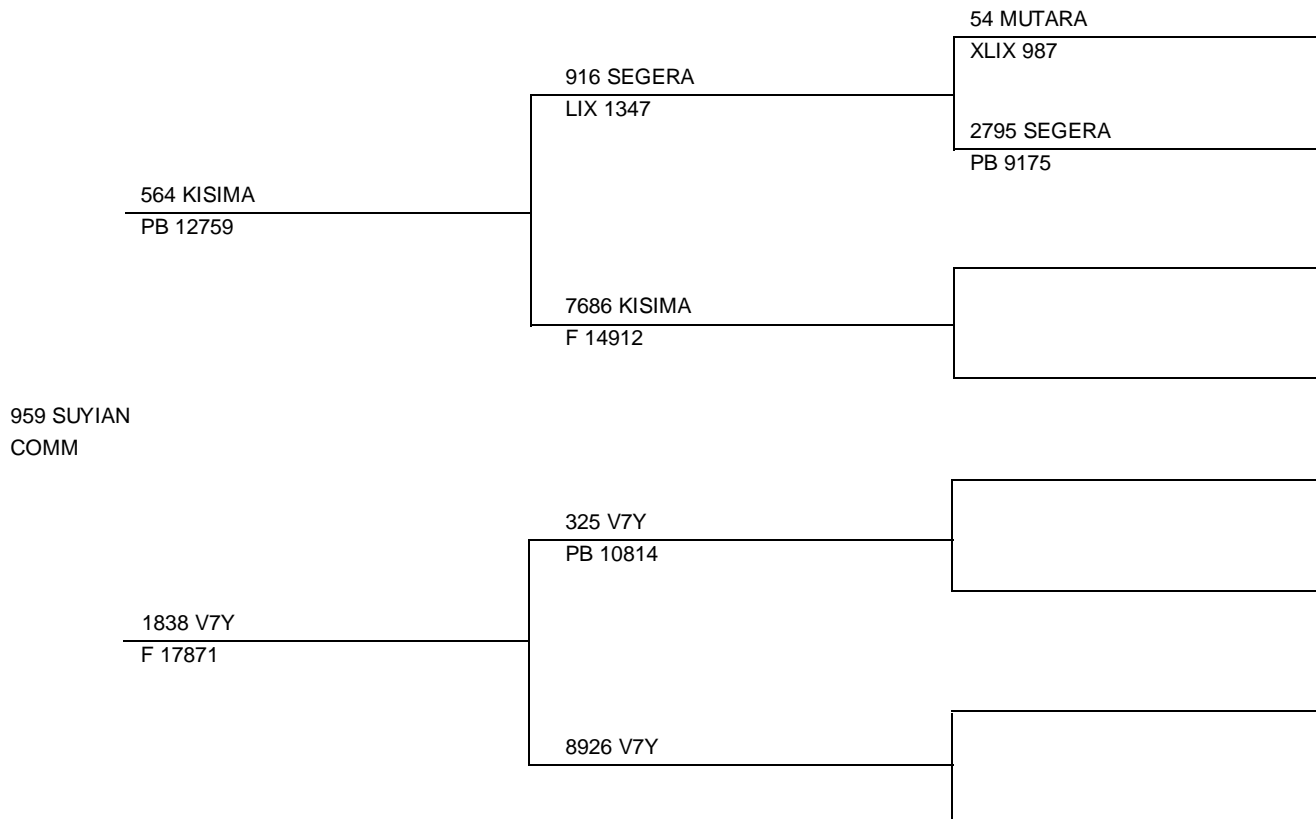 54 MUTARA
XLIX 987
916 SEGERA
LIX 1347
2795 SEGERA
PB 9175
564 KISIMA
PB 12759
7686 KISIMA
F 14912
959 SUYIAN
COMM
325 V7Y
PB 10814
1838 V7Y
F 17871
8926 V7Y